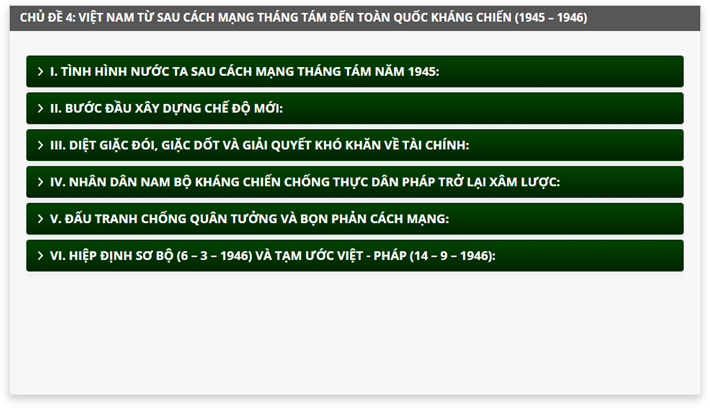 CHỦ ĐỀ 4: VIỆT NAM TỪ SAU CÁCH MẠNG THÁNG TÁM ĐẾN TOÀN QUỐC KHÁNG CHIẾN (1945 – 1946)
I. TÌNH HÌNH NƯỚC TA SAU CÁCH MẠNG THÁNG TÁM NĂM 1945:
II. BƯỚC ĐẦU XÂY DỰNG CHẾ ĐỘ MỚI:
III. DIỆT GIẶC ĐÓI, GIẶC DỐT VÀ GIẢI QUYẾT KHÓ KHĂN VỀ TÀI CHÍNH:
IV. NHÂN DÂN NAM BỘ KHÁNG CHIẾN CHỐNG THỰC DÂN PHÁP TRỞ LẠI XÂM LƯỢC:
V. ĐẤU TRANH CHỐNG QUÂN TƯỞNG VÀ BỌN PHẢN CÁCH MẠNG:
VI. HIỆP ĐỊNH SƠ BỘ (6 – 3 – 1946) VÀ TẠM ƯỚC VIỆT - PHÁP (14 – 9 – 1946):